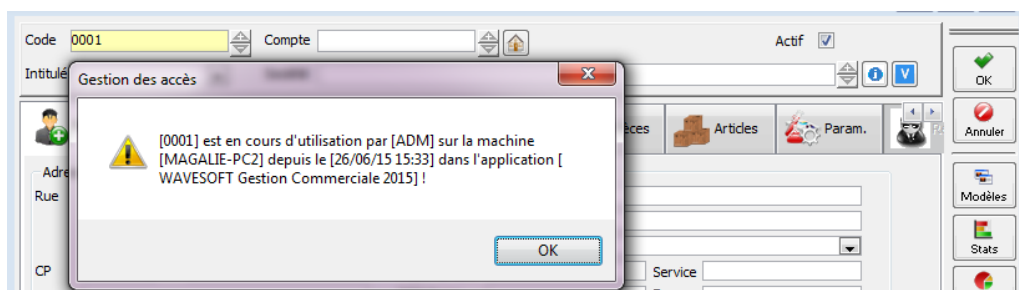 Code 0001 Compte Actif
Intitulé
OK
Gestion des accès
[0001] est en cours d'utilisation par [ADM] sur la machine
[MAGALIE-PC2] depuis le [26/06/15 15:33] dans l'application [
WAVESOFT Gestion Commerciale 2015] !
OK
Articles Param.
Annuler
Rue
Modèles
Stats
CP Service